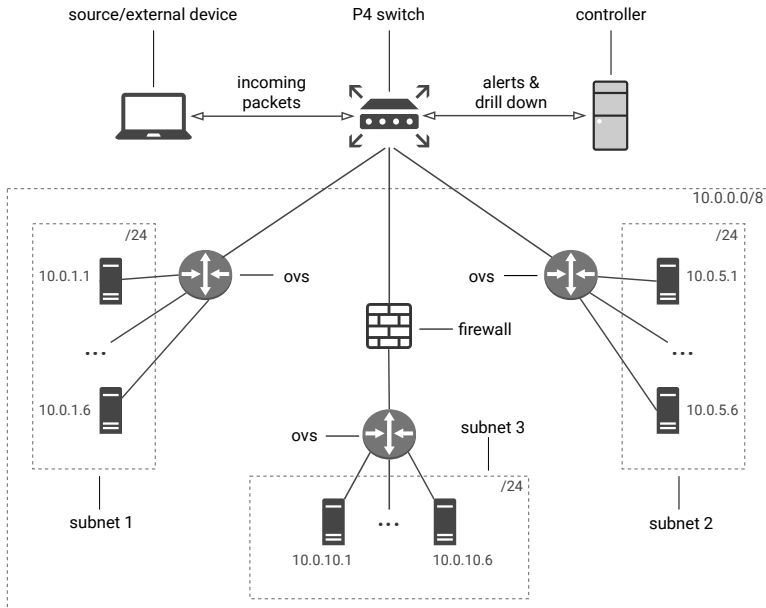 source/external device
P4 switch
controller
incoming
packets
alerts &
drill down
10.0.0.0/8
/24
/24
10.0.1.1
ovs
ovs
10.0.5.1
...
firewall
...
10.0.1.6
10.0.5.6
ovs
subnet 3
/24
subnet 1
...
subnet 2
10.0.10.1
10.0.10.6